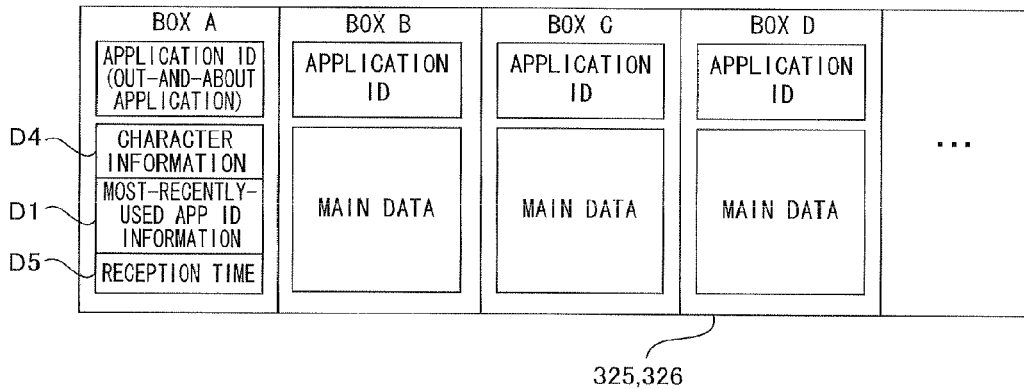 BOX A
APPLICATION ID
(OUT-AND-ABOUT
APPLICATION)
D4
CHARACTER
INFORMATION
D1
MOST-RECENTLY-
USED APP ID
INFORMATION
D5
RECEPTION TIME
BOX B
APPLICATION
ID
MAIN DATA
BOX C
APPLICATION
ID
MAIN DATA
BOX D
APPLICATION
ID
MAIN DATA
...
325,326